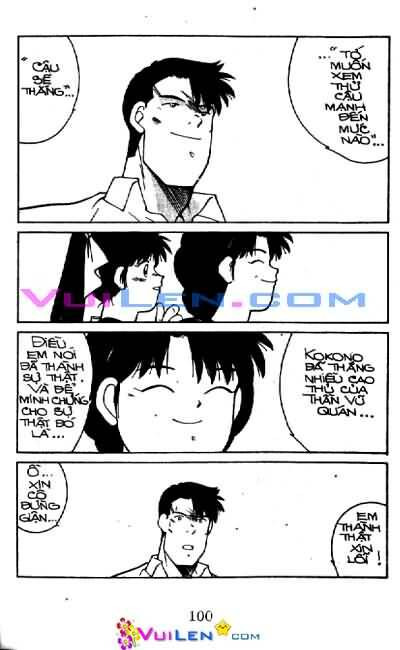 ..."TỚ
MUỐN
XEM
THỬ
CẬU
MẠNH
ĐẾN
MỨC
NÀO"...
"CẬU
SẼ
THẮNG"...
VUILEN.COM
KOKONO
ĐÃ THẮNG
NHIỀU CAO
THỦ CỦA
THẦN VŨ
QUÁN...
ĐIỀU
EM NÓI
ĐÃ THÀNH
SỰ THẬT.
VÀ ĐỂ
MINH CHỨNG
CHO SỰ
THẬT ĐÓ
LÀ...
Ồ...
XIN
CÔ
ĐỪNG
GIẬN...
EM
THÀNH
THẬT
XIN
LỖI!
100
VUILEN.COM